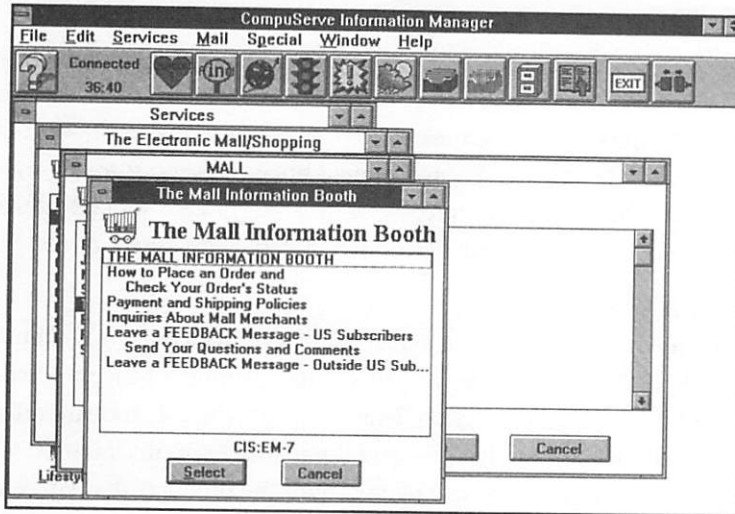 CompuServe Information Manager
File Edit Services Mail Special Window Help
Connected
36:40
EXIT
Services
The Electronic Mall/Shopping
MALL
The Mall Information Booth
The Mall Information Booth
THE MALL INFORMATION BOOTH
How to Place an Order and
Check Your Order's Status
Payment and Shipping Policies
Inquiries About Mall Merchants
Leave a FEEDBACK Message - US Subscribers
Send Your Questions and Comments
Leave a FEEDBACK Message - Outside US Sub...
CIS:EM-7
Select Cancel
Cancel
Lifesty